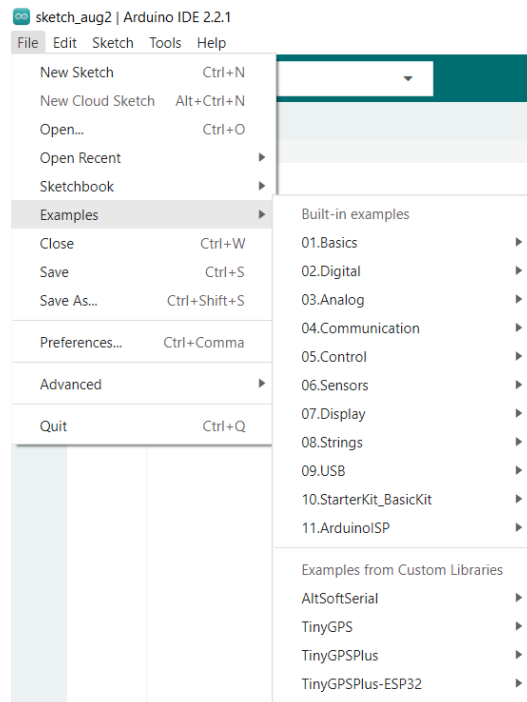 sketch_aug2 | Arduino IDE 2.2.1
File Edit Sketch Tools Help
New Sketch Ctrl+N
New Cloud Sketch Alt+Ctrl+N
Open... Ctrl+O
Open Recent
Sketchbook
Examples
Close Ctrl+W
Save Ctrl+S
Save As... Ctrl+Shift+S
Preferences... Ctrl+Comma
Advanced
Quit Ctrl+Q
Built-in examples
01.Basics
02.Digital
03.Analog
04.Communication
05.Control
06.Sensors
07.Display
08.Strings
09.USB
10.StarterKit_BasicKit
11.ArduinoISP
Examples from Custom Libraries
AltSoftSerial
TinyGPS
TinyGPSPlus
TinyGPSPlus-ESP32